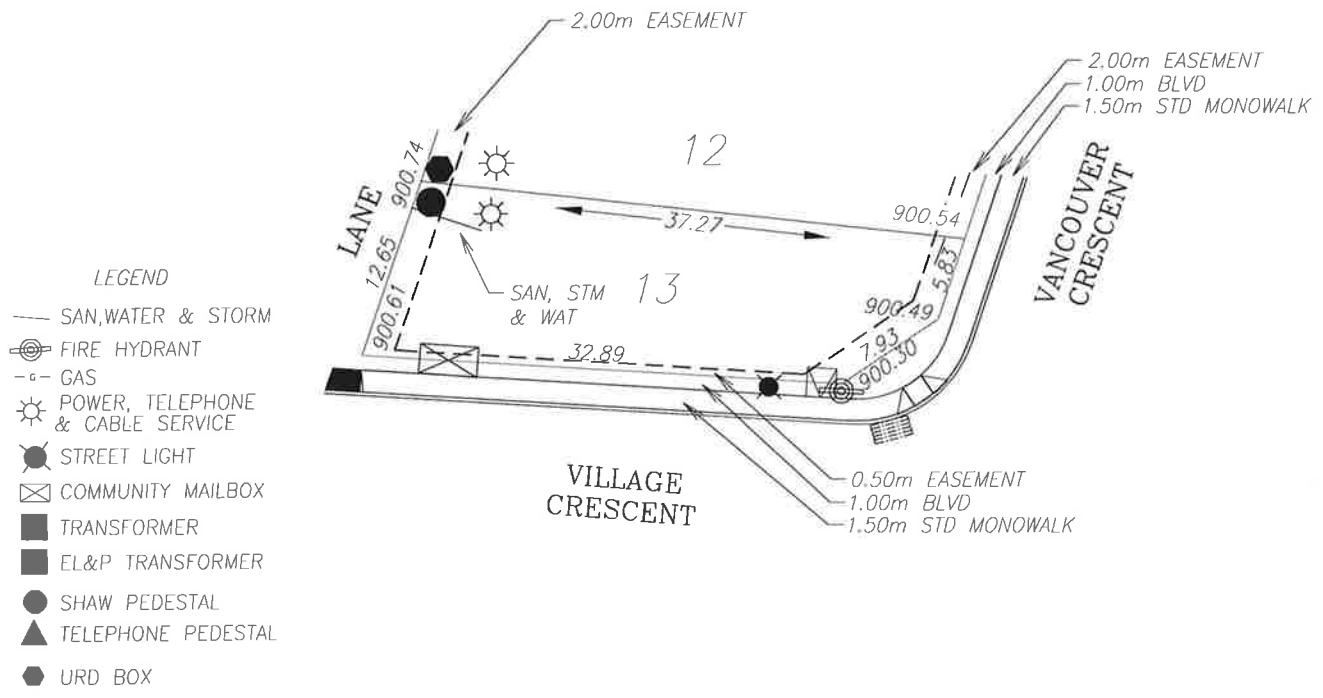 2.00m EASEMENT
2.00m EASEMENT
1.00m BLVD
1.50m STD MONOWALK
12
900.74
LANE
900.54
VANCOUVER
CRESCENT
37.27
12.65
5.83
LEGEND
SAN, STM
& WAT
13
SAN,WATER & STORM
900.61
900.49
FIRE HYDRANT
32.89
7.93
900.30
G
GAS
POWER, TELEPHONE
& CABLE SERVICE
STREET LIGHT
COMMUNITY MAILBOX
TRANSFORMER
EL&P TRANSFORMER
SHAW PEDESTAL
TELEPHONE PEDESTAL
URD BOX
VILLAGE
CRESCENT
0.50m EASEMENT
1.00m BLVD
1.50m STD MONOWALK